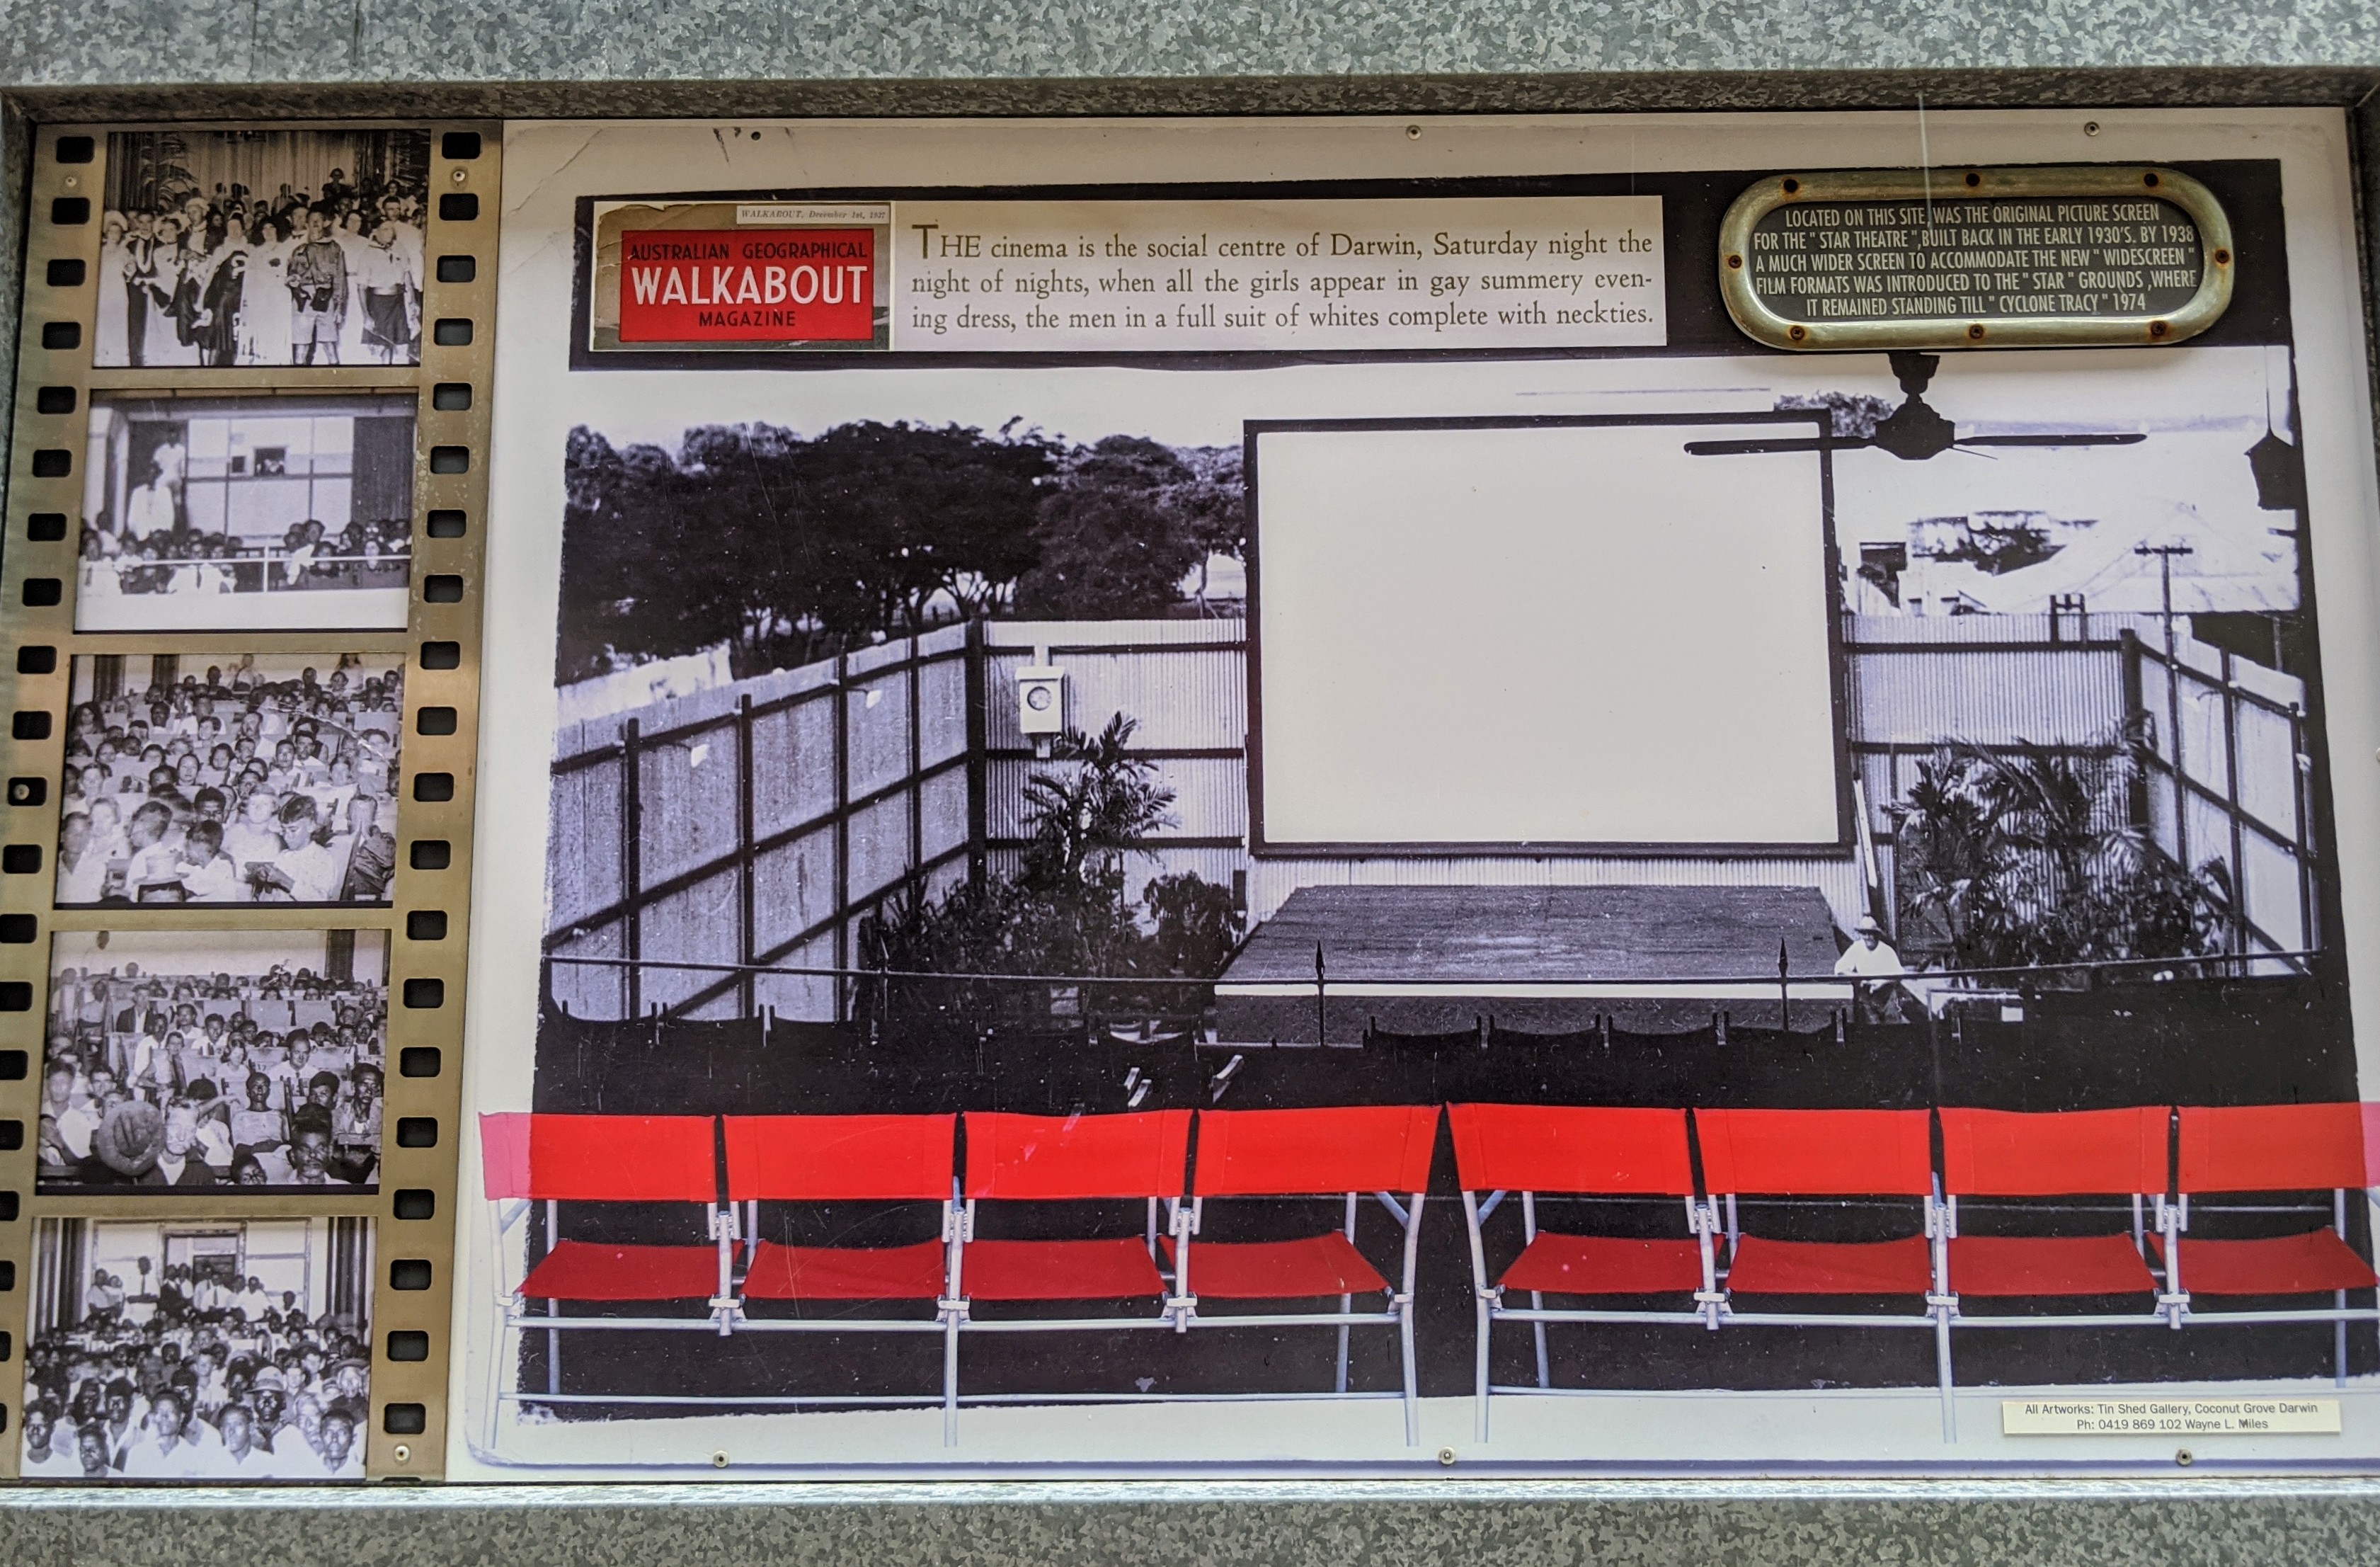 WALKABOUT, December 1st, 1937
AUSTRALIAN GEOGRAPHICAL
WALKABOUT
MAGAZINE
THE cinema is the social centre of Darwin, Saturday night the
night of nights, when all the girls appear in gay summery even-
ing dress, the men in a full suit of whites complete with neckties.
LOCATED ON THIS SITE, WAS THE ORIGINAL PICTURE SCREEN
FOR THE " STAR THEATRE ",BUILT BACK IN THE EARLY 1930'S. BY 1938
A MUCH WIDER SCREEN TO ACCOMMODATE THE NEW " WIDESCREEN "
FILM FORMATS WAS INTRODUCED TO THE " STAR " GROUNDS ,WHERE
IT REMAINED STANDING TILL " CYCLONE TRACY " 1974
All Artworks: Tin Shed Gallery, Coconut Grove Darwin
Ph: 0419 869 102 Wayne L. Miles